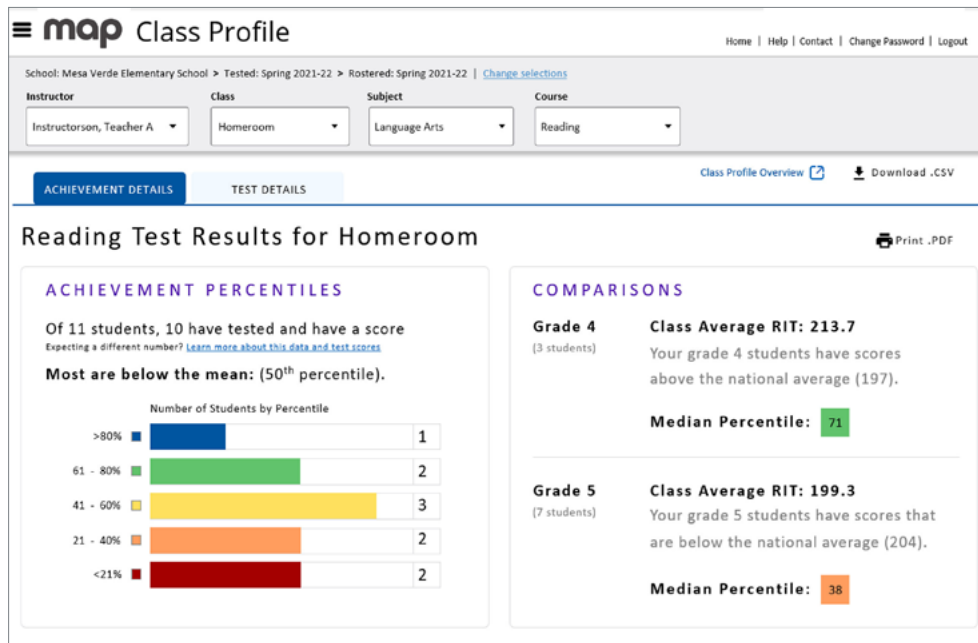 map Class Profile
Home | Help | Contact | Change Password | Logout
School: Mesa Verde Elementary School > Tested: Spring 2021-22 > Rostered: Spring 2021-22 | Change selections
Instructor
Class
Subject
Course
Instructorson, Teacher A
Homeroom
Language Arts
Reading
ACHIEVEMENT DETAILS
TEST DETAILS
Class Profile Overview
Download .CSV
Reading Test Results for Homeroom
Print .PDF
ACHIEVEMENT PERCENTILES
Of 11 students, 10 have tested and have a score
Expecting a different number? Learn more about this data and test scores
Most are below the mean: (50th percentile).
Number of Students by Percentile
>80% 1
61 - 80% 2
41 - 60% 3
21 - 40% 2
<21% 2
COMPARISONS
Grade 4
(3 students)
Class Average RIT: 213.7
Your grade 4 students have scores
above the national average (197).
Median Percentile: 71
Grade 5
(7 students)
Class Average RIT: 199.3
Your grade 5 students have scores that
are below the national average (204).
Median Percentile: 38